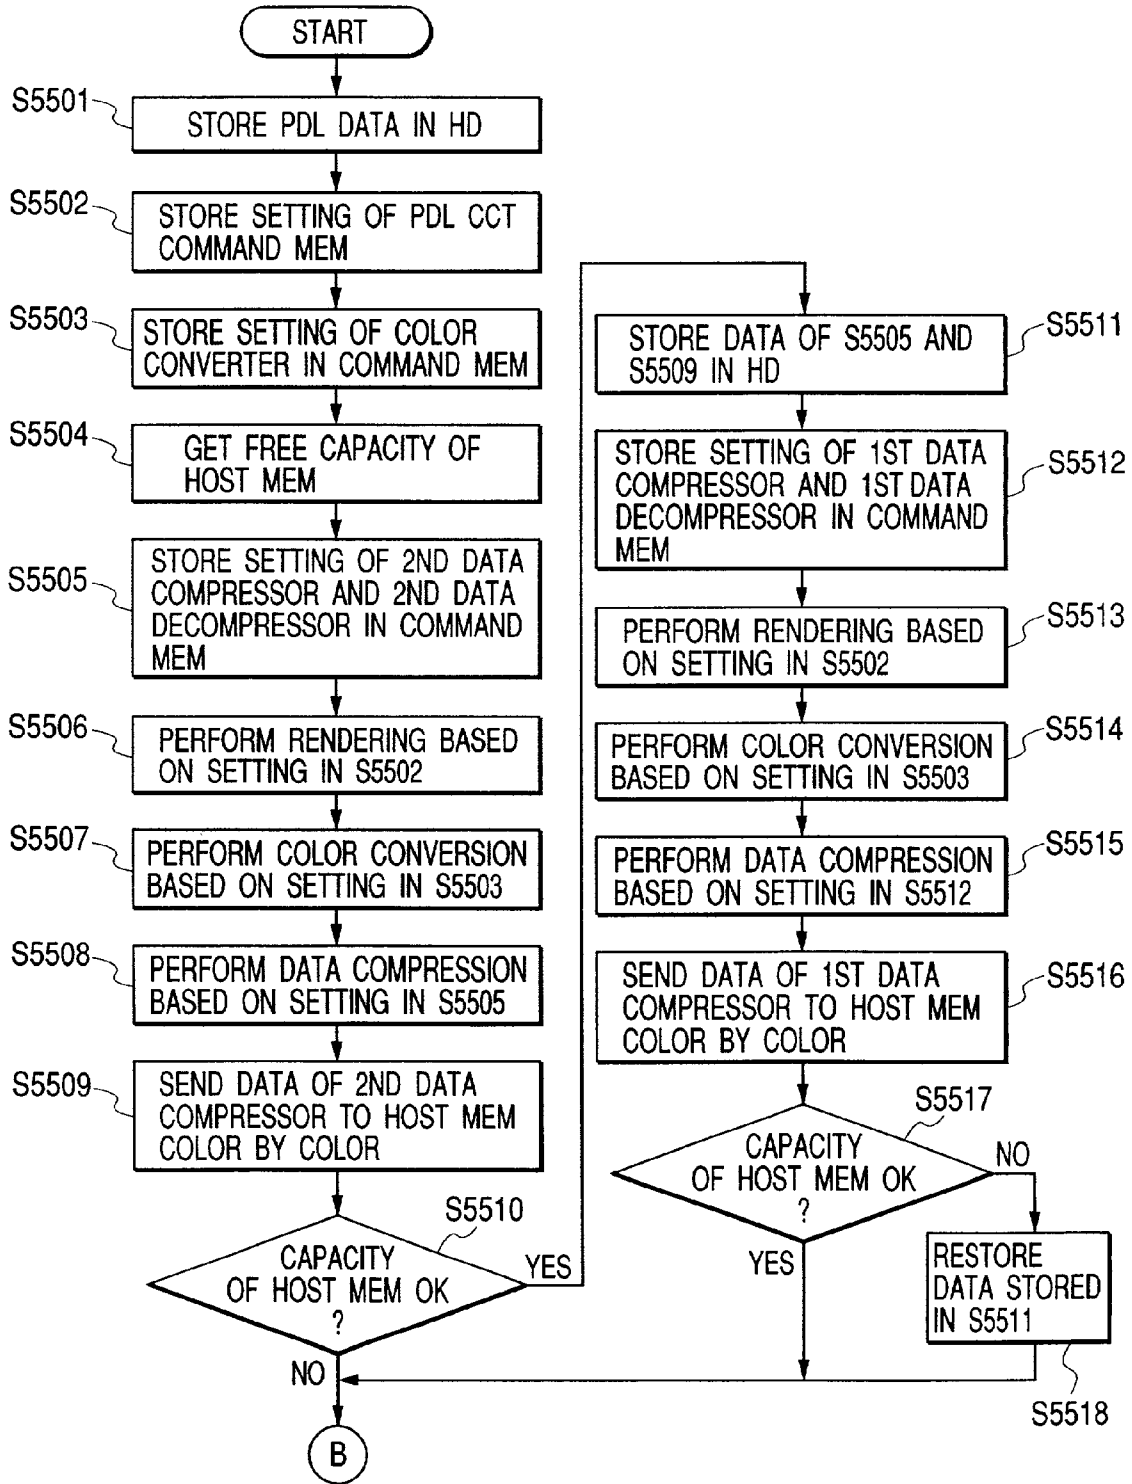 START
S5501
STORE PDL DATA IN HD
S5502
STORE SETTING OF PDL CCT
COMMAND MEM
S5503
STORE SETTING OF COLOR
CONVERTER IN COMMAND MEM
S5504
GET FREE CAPACITY OF
HOST MEM
S5505
STORE SETTING OF 2ND DATA
COMPRESSOR AND 2ND DATA
DECOMPRESSOR IN COMMAND
MEM
S5506
PERFORM RENDERING BASED
ON SETTING IN S5502
S5507
PERFORM COLOR CONVERSION
BASED ON SETTING IN S5503
S5508
PERFORM DATA COMPRESSION
BASED ON SETTING IN S5505
S5509
SEND DATA OF 2ND DATA
COMPRESSOR TO HOST MEM
COLOR BY COLOR
S5510
CAPACITY
OF HOST MEM OK
?
YES
NO
B
S5511
STORE DATA OF S5505 AND
S5509 IN HD
S5512
STORE SETTING OF 1ST DATA
COMPRESSOR AND 1ST DATA
DECOMPRESSOR IN COMMAND
MEM
S5513
PERFORM RENDERING BASED
ON SETTING IN S5502
S5514
PERFORM COLOR CONVERSION
BASED ON SETTING IN S5503
S5515
PERFORM DATA COMPRESSION
BASED ON SETTING IN S5512
S5516
SEND DATA OF 1ST DATA
COMPRESSOR TO HOST MEM
COLOR BY COLOR
S5517
CAPACITY
OF HOST MEM OK
?
NO
YES
RESTORE
DATA STORED
IN S5511
S5518